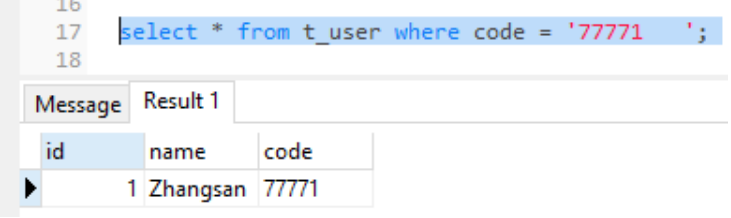 16
17 select * from t_user where code = '77771   ';
18
Message Result 1
id name code
1 Zhangsan 77771